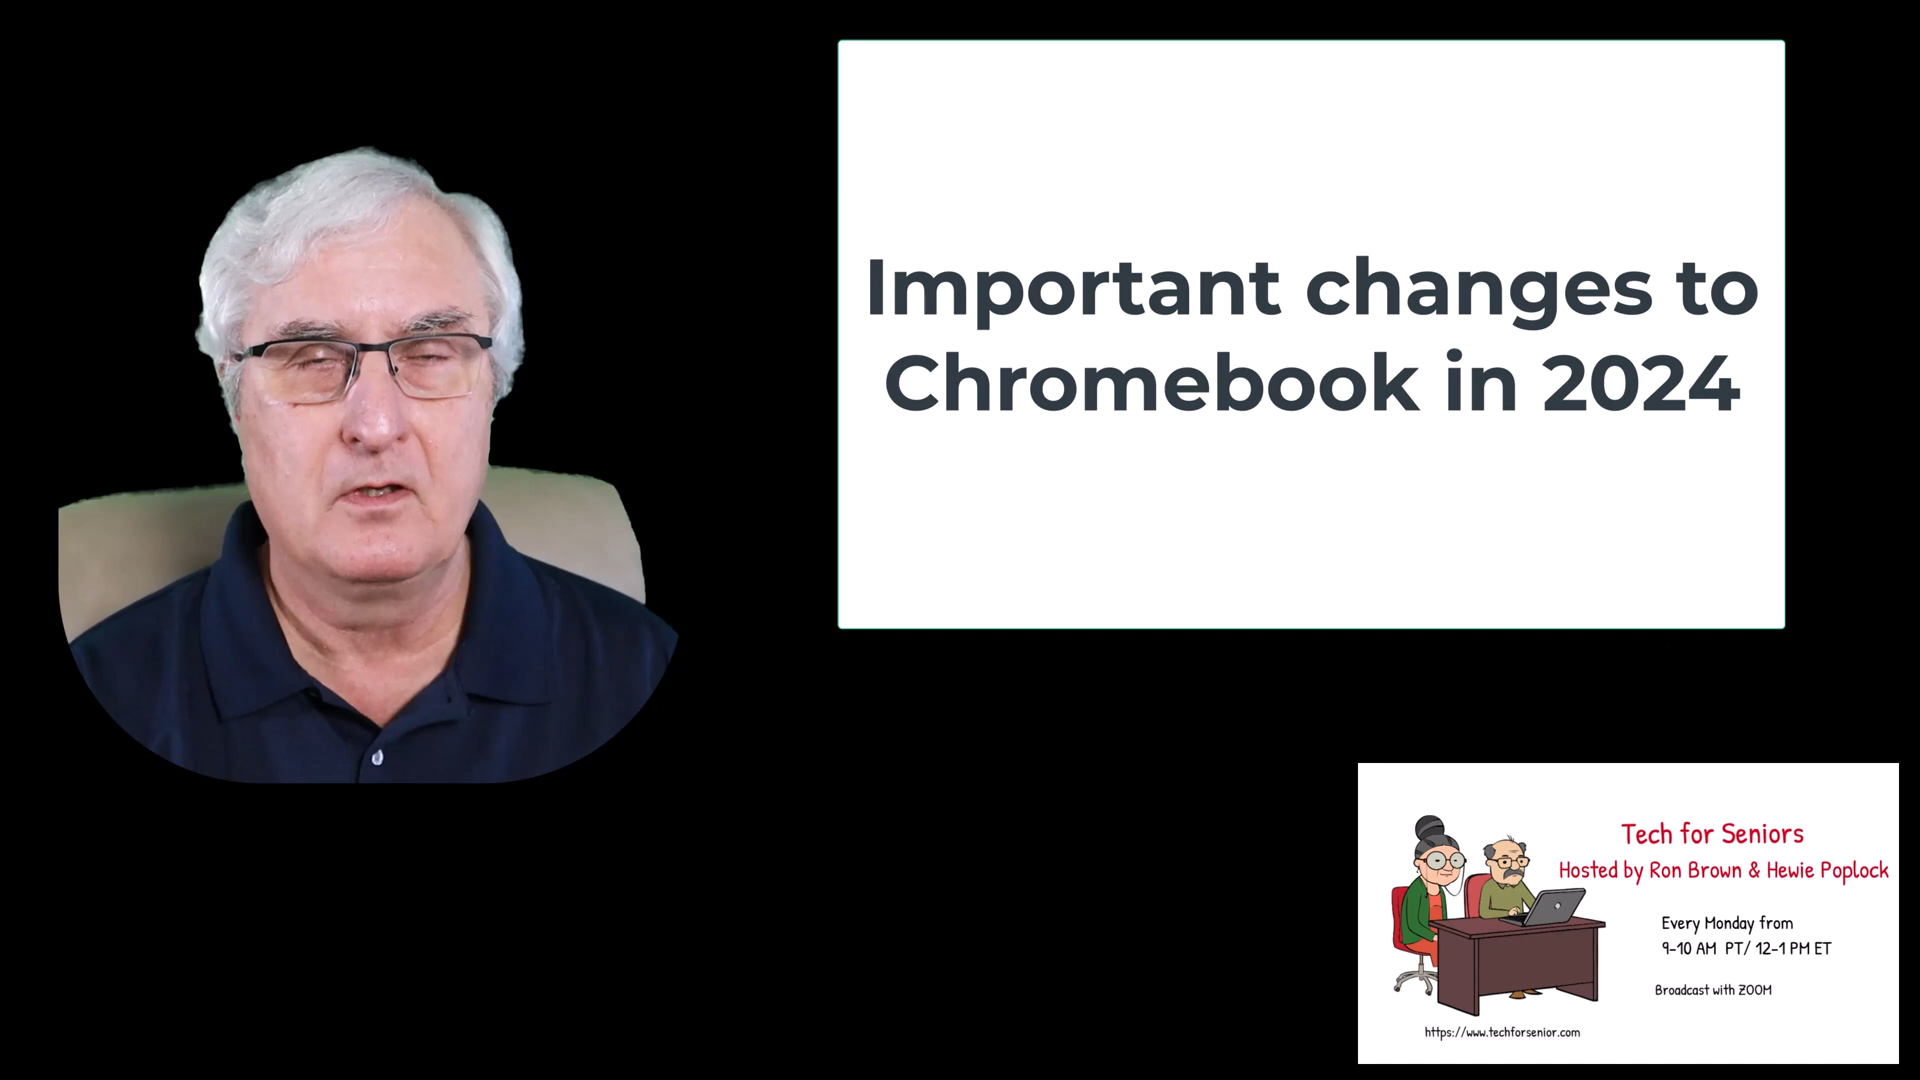 Important changes to
Chromebook in 2024
Tech for Seniors
Hosted by Ron Brown & Hewie Poplock
Every Monday from
9-10 AM PT/ 12-1 PM ET
Broadcast with ZOOM
https://www.techforsenior.com